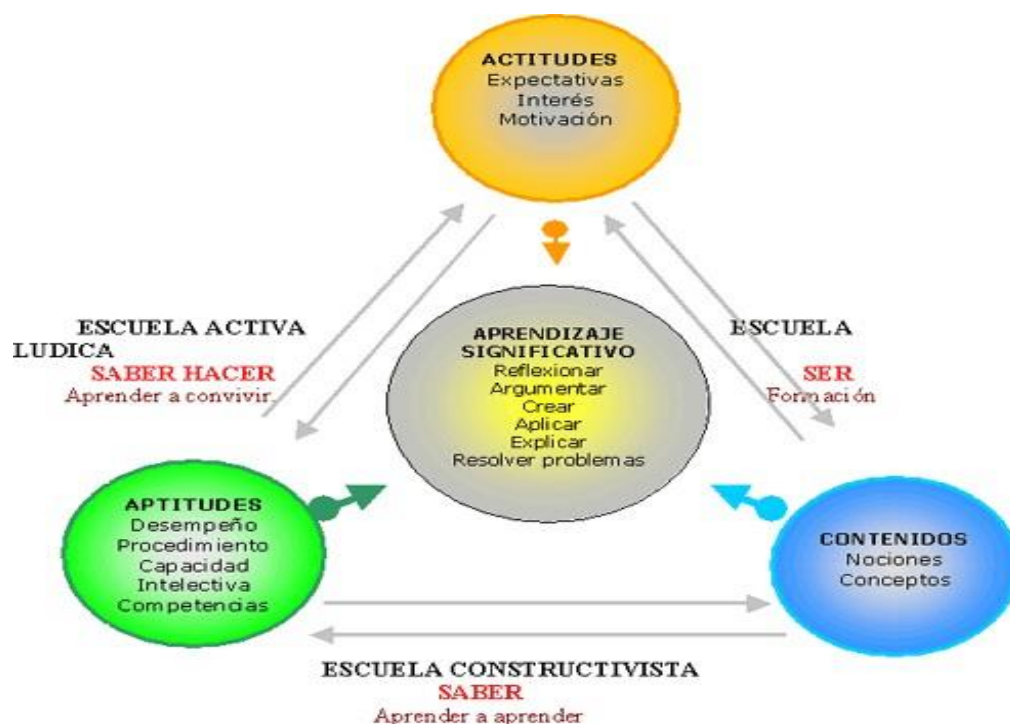 ACTITUDES
Expectativas
Interés
Motivación
ESCUELA ACTIVA
LUDICA
SABER HACER
Aprender a convivir.
APRENDIZAJE
SIGNIFICATIVO
Reflexionar
Argumentar
Crear
Aplicar
Explicar
Resolver problemas
ESCUELA
SER
Formación
APTITUDES
Desempeño
Procedimiento
Capacidad
Intelectiva
Competencias
CONTENIDOS
Nociones
Conceptos
ESCUELA CONSTRUCTIVISTA
SABER
Aprender a aprender